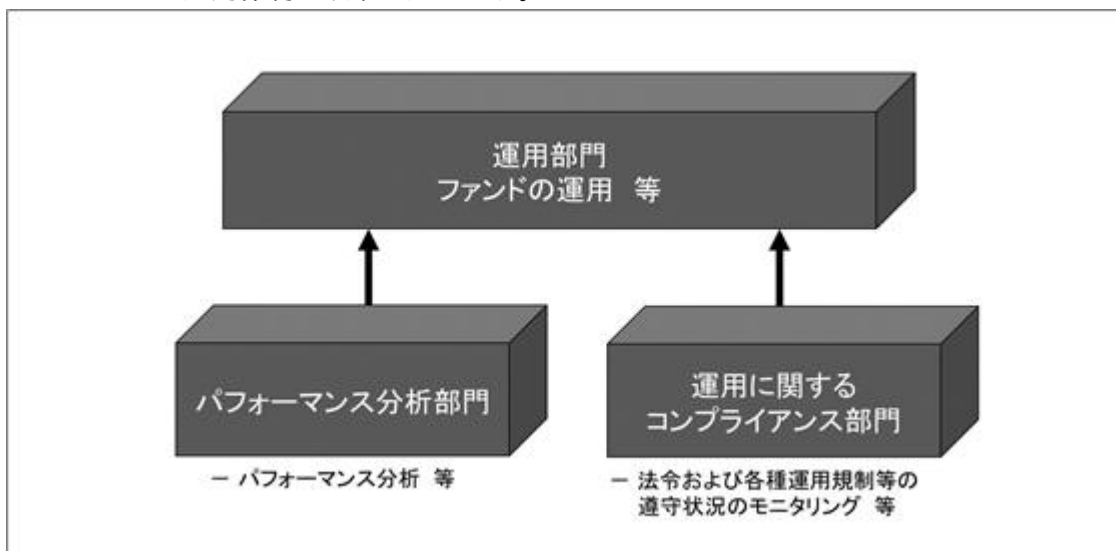 運用部門
ファンドの運用 等
パフォーマンス分析部門
運用に関する
コンプライアンス部門
－ パフォーマンス分析 等
－ 法令および各種運用規制等の
遵守状況のモニタリング 等